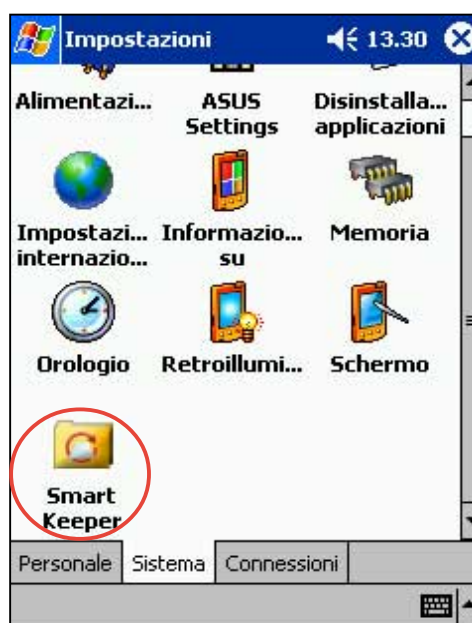 Impostazioni 13.30
Alimentazi... ASUS Disinstalla...
Settings applicazioni
Impostazi... Informazio... Memoria
internazio... su
Orologio Retroillumi... Schermo
Smart
Keeper
Personale Sistema Connessioni